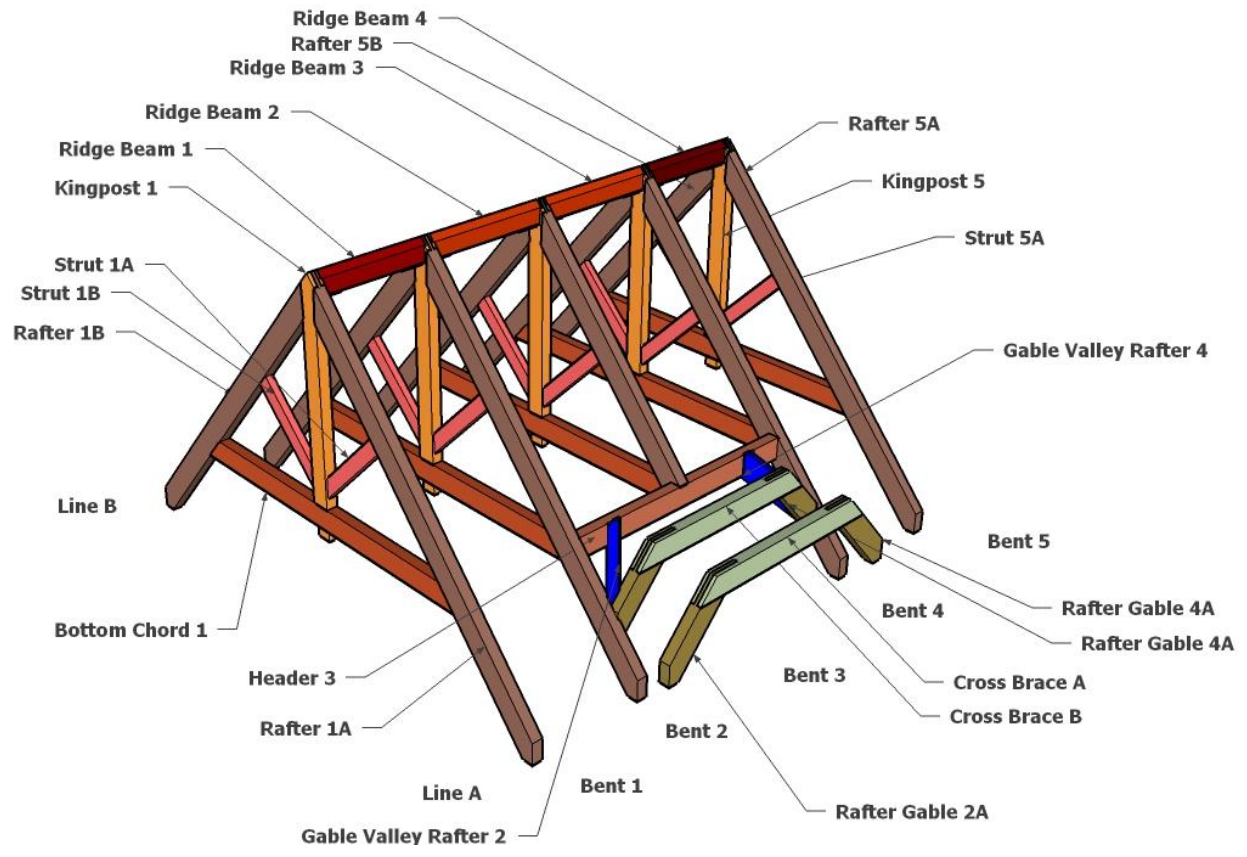 Ridge Beam 4
Rafter 5B
Ridge Beam 3
Ridge Beam 2
Ridge Beam 1
Kingpost 1
Strut 1A
Strut 1B
Rafter 1B
Line B
Bottom Chord 1
Header 3
Rafter 1A
Line A
Gable Valley Rafter 2
Rafter 5A
Kingpost 5
Strut 5A
Gable Valley Rafter 4
Bent 5
Rafter Gable 4A
Bent 4
Rafter Gable 4A
Bent 3
Cross Brace A
Cross Brace B
Bent 2
Bent 1
Rafter Gable 2A